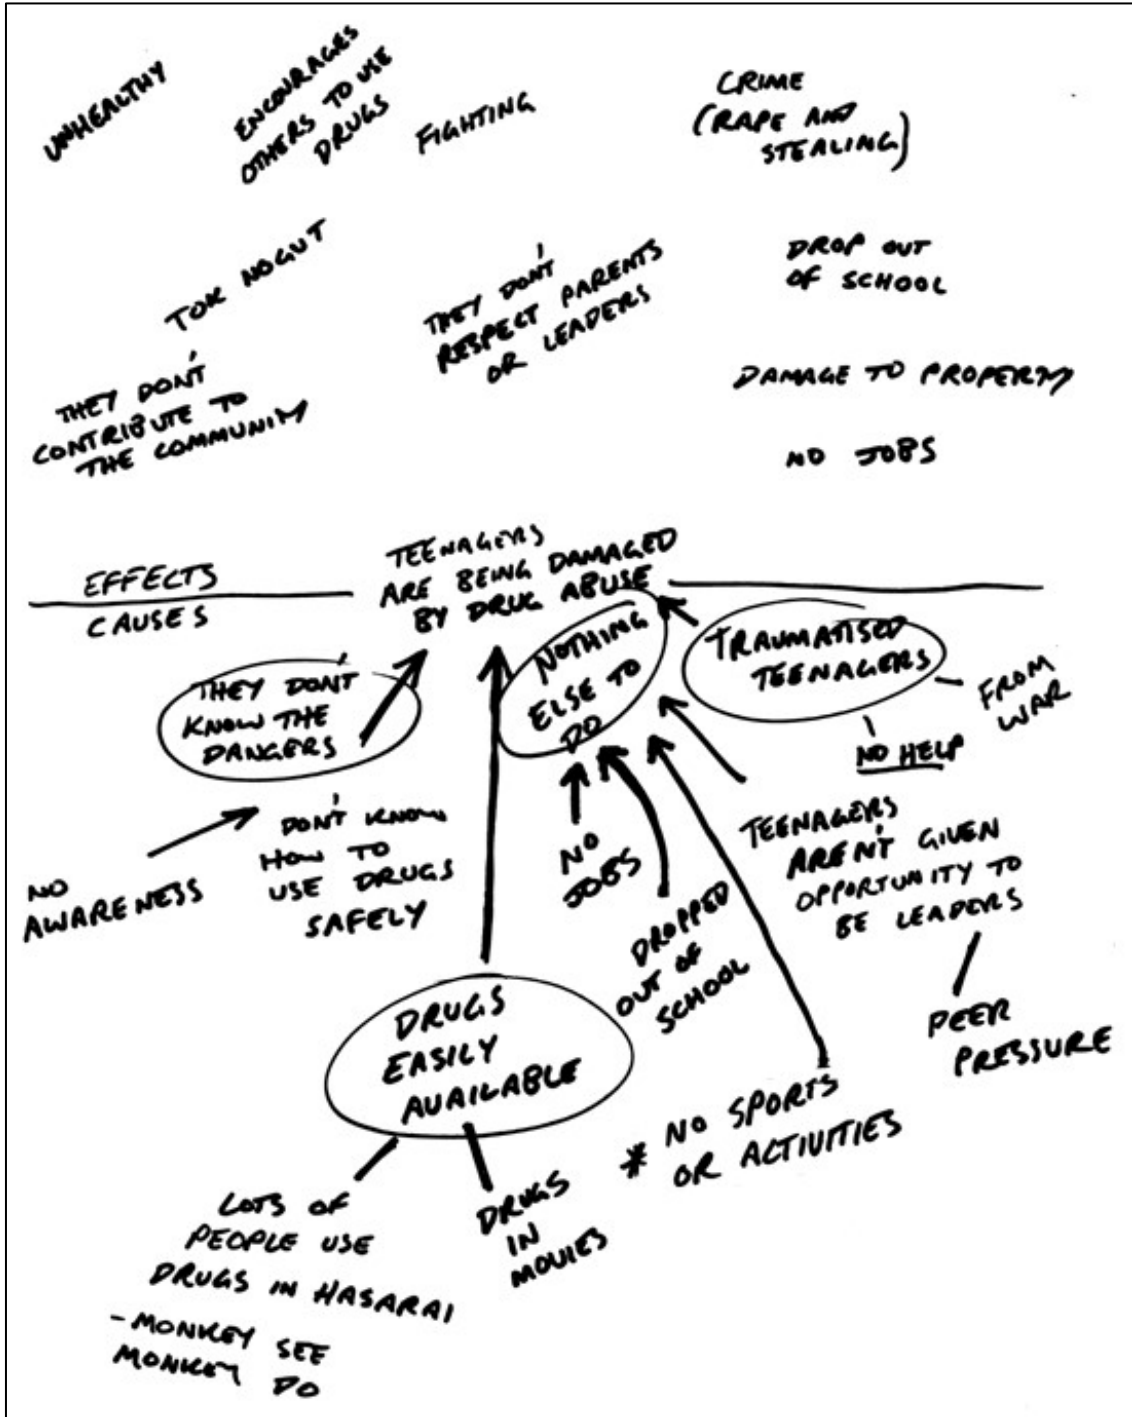 UNHEALTHY
ENCOURAGES
OTHERS TO USE
DRUGS
FIGHTING
CRIME
(RAPE AND
STEALING)
TOK NOGUT
THEY DON'T
RESPECT PARENTS
OR LEADERS
DROP OUT
OF SCHOOL
THEY DON'T
CONTRIBUTE TO
THE COMMUNITY
DAMAGE TO PROPERTY
NO JOBS
EFFECTS
CAUSES
TEENAGERS
ARE BEING DAMAGED
BY DRUG ABUSE
THEY DON'T
KNOW THE
DANGERS
NOTHING
ELSE TO
DO
TRAUMATISED
TEENAGERS
FROM
WAR
NO HELP
NO
AWARENESS
DON'T KNOW
HOW TO
USE DRUGS
SAFELY
NO
JOBS
DROPPED
OUT OF
SCHOOL
TEENAGERS
AREN'T GIVEN
OPPORTUNITY TO
BE LEADERS
PEER
PRESSURE
DRUGS
EASILY
AVAILABLE
* NO SPORTS
OR ACTIVITIES
LOTS OF
PEOPLE USE
DRUGS IN HASARAI
- MONKEY SEE
MONKEY DO
DRUGS
IN
MOVIES